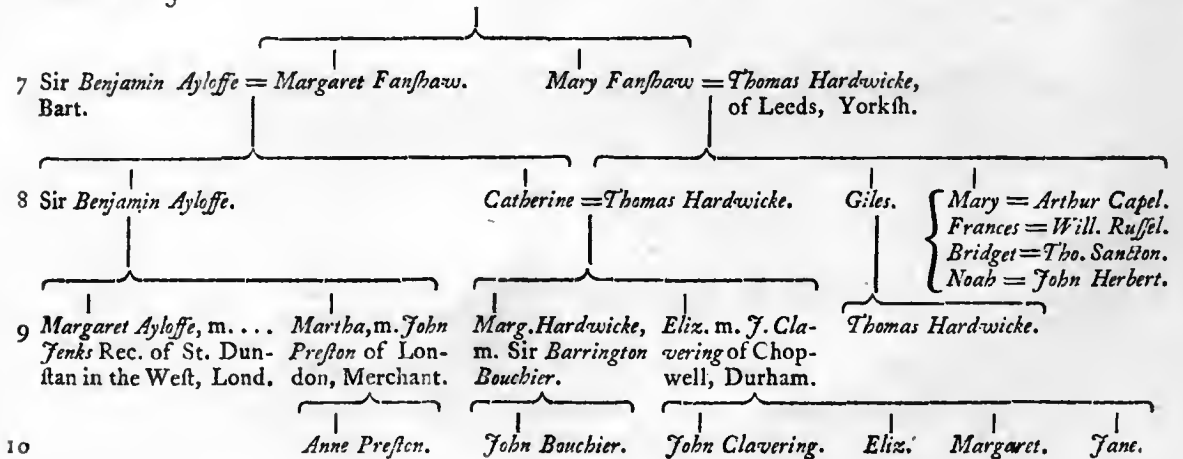 7 Sir Benjamin Ayloffe = Margaret Fanſhaw. Mary Fanſhaw = Thomas Hardwicke,
Bart. of Leeds, Yorkſh.
8 Sir Benjamin Ayloffe. Catherine = Thomas Hardwicke. Giles. Mary = Arthur Capel.
Frances = Will. Ruſſel.
Bridget = Tho. Sanćton.
Noah = John Herbert.
9 Margaret Ayloffe, m. .... Martha, m. John Marg. Hardwicke, Eliz. m. J. Cla- Thomas Hardwicke.
Jenks Rec. of St. Dun- Preſton of Lon- m. Sir Barrington vering of Chop-
ſtan in the Weſt, Lond. don, Merchant. Bouchier. well, Durham.
10 Anne Preſton. John Bouchier. John Clavering. Eliz. Margaret. Jane.